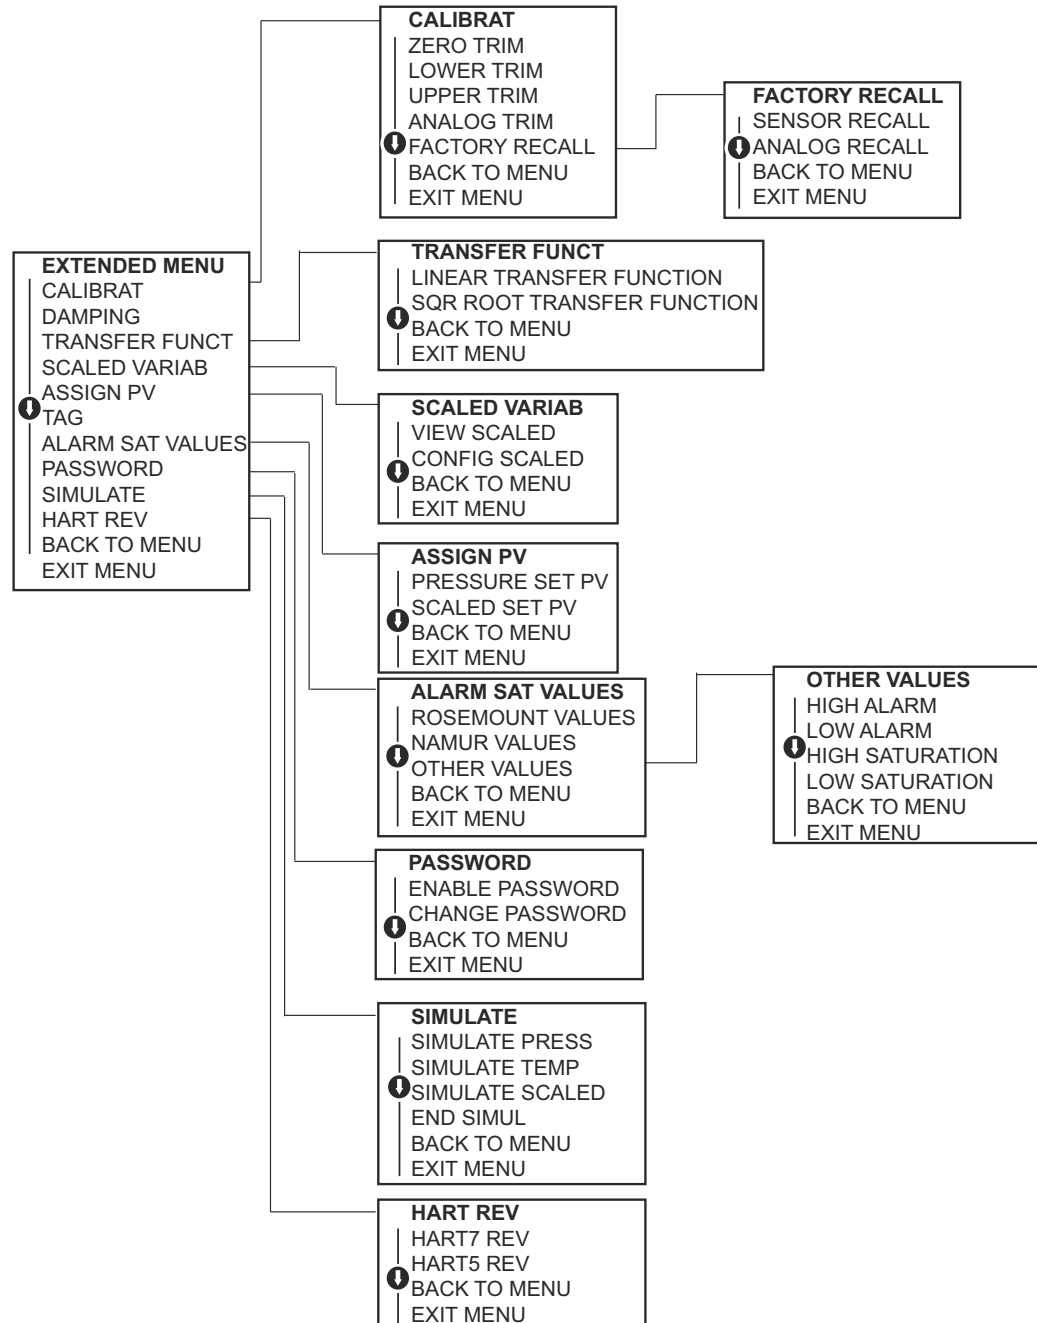 CALIBRAT
ZERO TRIM
LOWER TRIM
UPPER TRIM
ANALOG TRIM
FACTORY RECALL
BACK TO MENU
EXIT MENU
FACTORY RECALL
SENSOR RECALL
ANALOG RECALL
BACK TO MENU
EXIT MENU
EXTENDED MENU
CALIBRAT
DAMPING
TRANSFER FUNCT
SCALED VARIAB
ASSIGN PV
TAG
ALARM SAT VALUES
PASSWORD
SIMULATE
HART REV
BACK TO MENU
EXIT MENU
TRANSFER FUNCT
LINEAR TRANSFER FUNCTION
SQR ROOT TRANSFER FUNCTION
BACK TO MENU
EXIT MENU
SCALED VARIAB
VIEW SCALED
CONFIG SCALED
BACK TO MENU
EXIT MENU
ASSIGN PV
PRESSURE SET PV
SCALED SET PV
BACK TO MENU
EXIT MENU
ALARM SAT VALUES
ROSEMOUNT VALUES
NAMUR VALUES
OTHER VALUES
BACK TO MENU
EXIT MENU
OTHER VALUES
HIGH ALARM
LOW ALARM
HIGH SATURATION
LOW SATURATION
BACK TO MENU
EXIT MENU
PASSWORD
ENABLE PASSWORD
CHANGE PASSWORD
BACK TO MENU
EXIT MENU
SIMULATE
SIMULATE PRESS
SIMULATE TEMP
SIMULATE SCALED
END SIMUL
BACK TO MENU
EXIT MENU
HART REV
HART7 REV
HART5 REV
BACK TO MENU
EXIT MENU